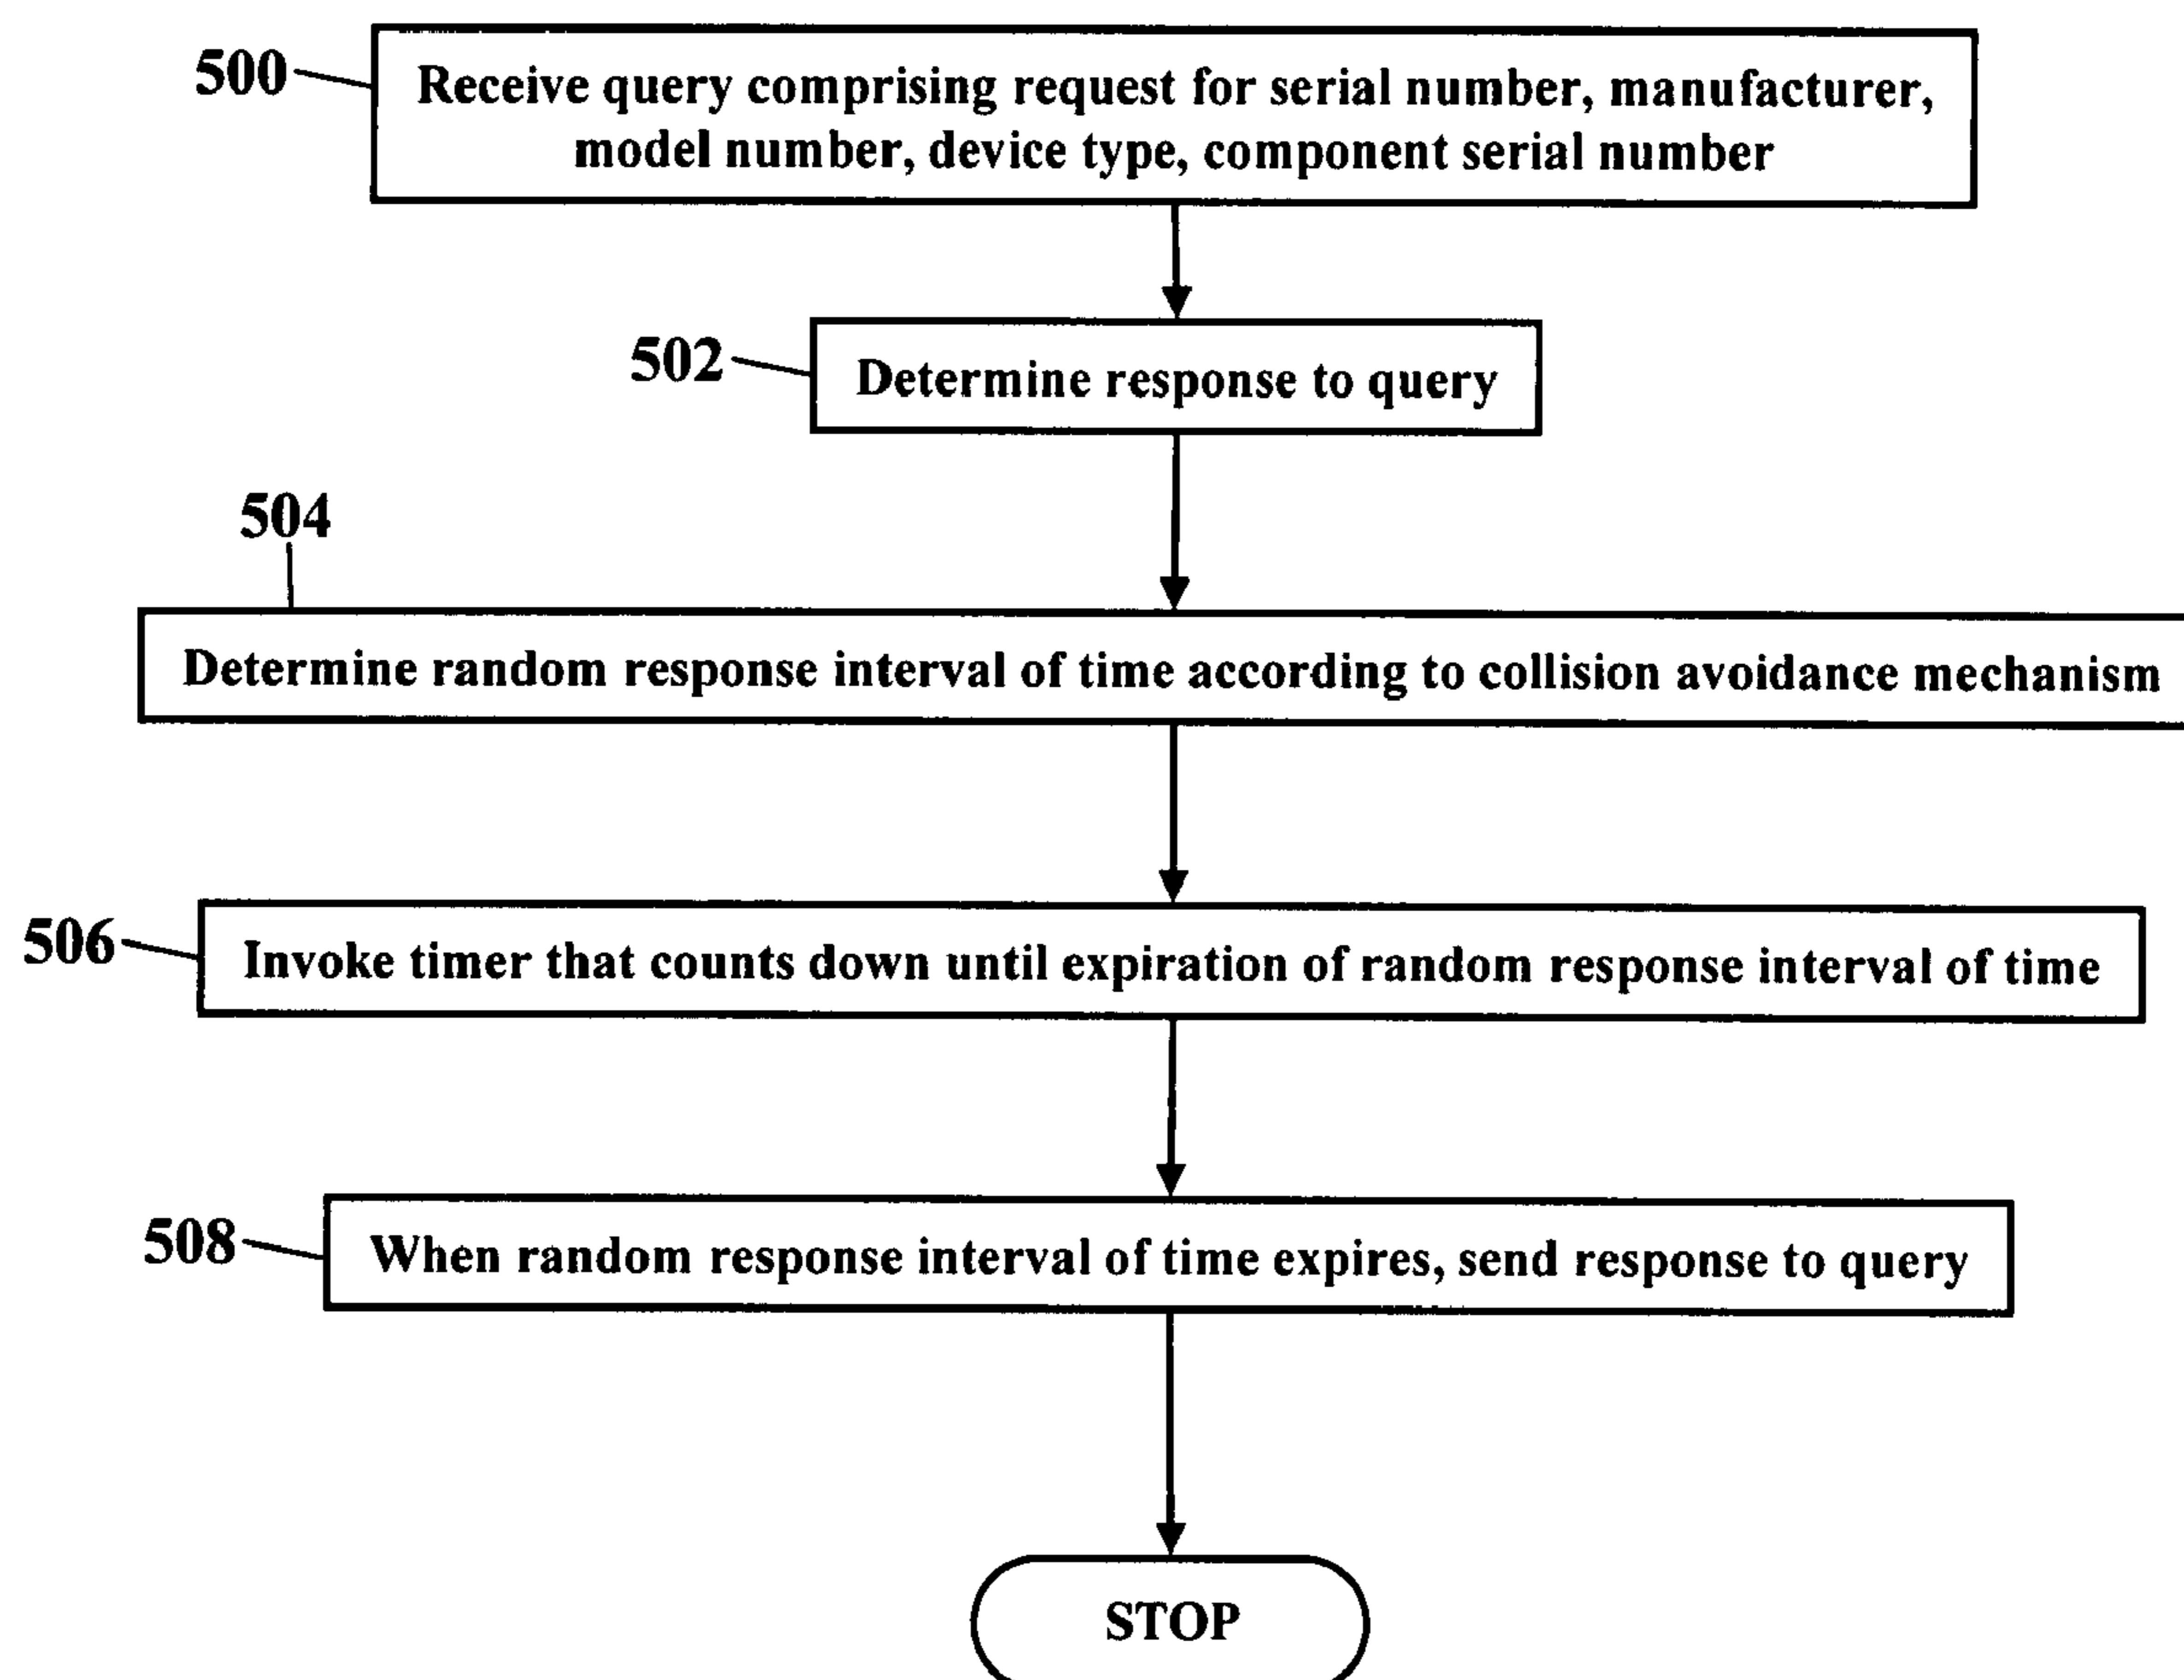 500
Receive query comprising request for serial number, manufacturer,
model number, device type, component serial number
502
Determine response to query
504
Determine random response interval of time according to collision avoidance mechanism
506
Invoke timer that counts down until expiration of random response interval of time
508
When random response interval of time expires, send response to query
STOP